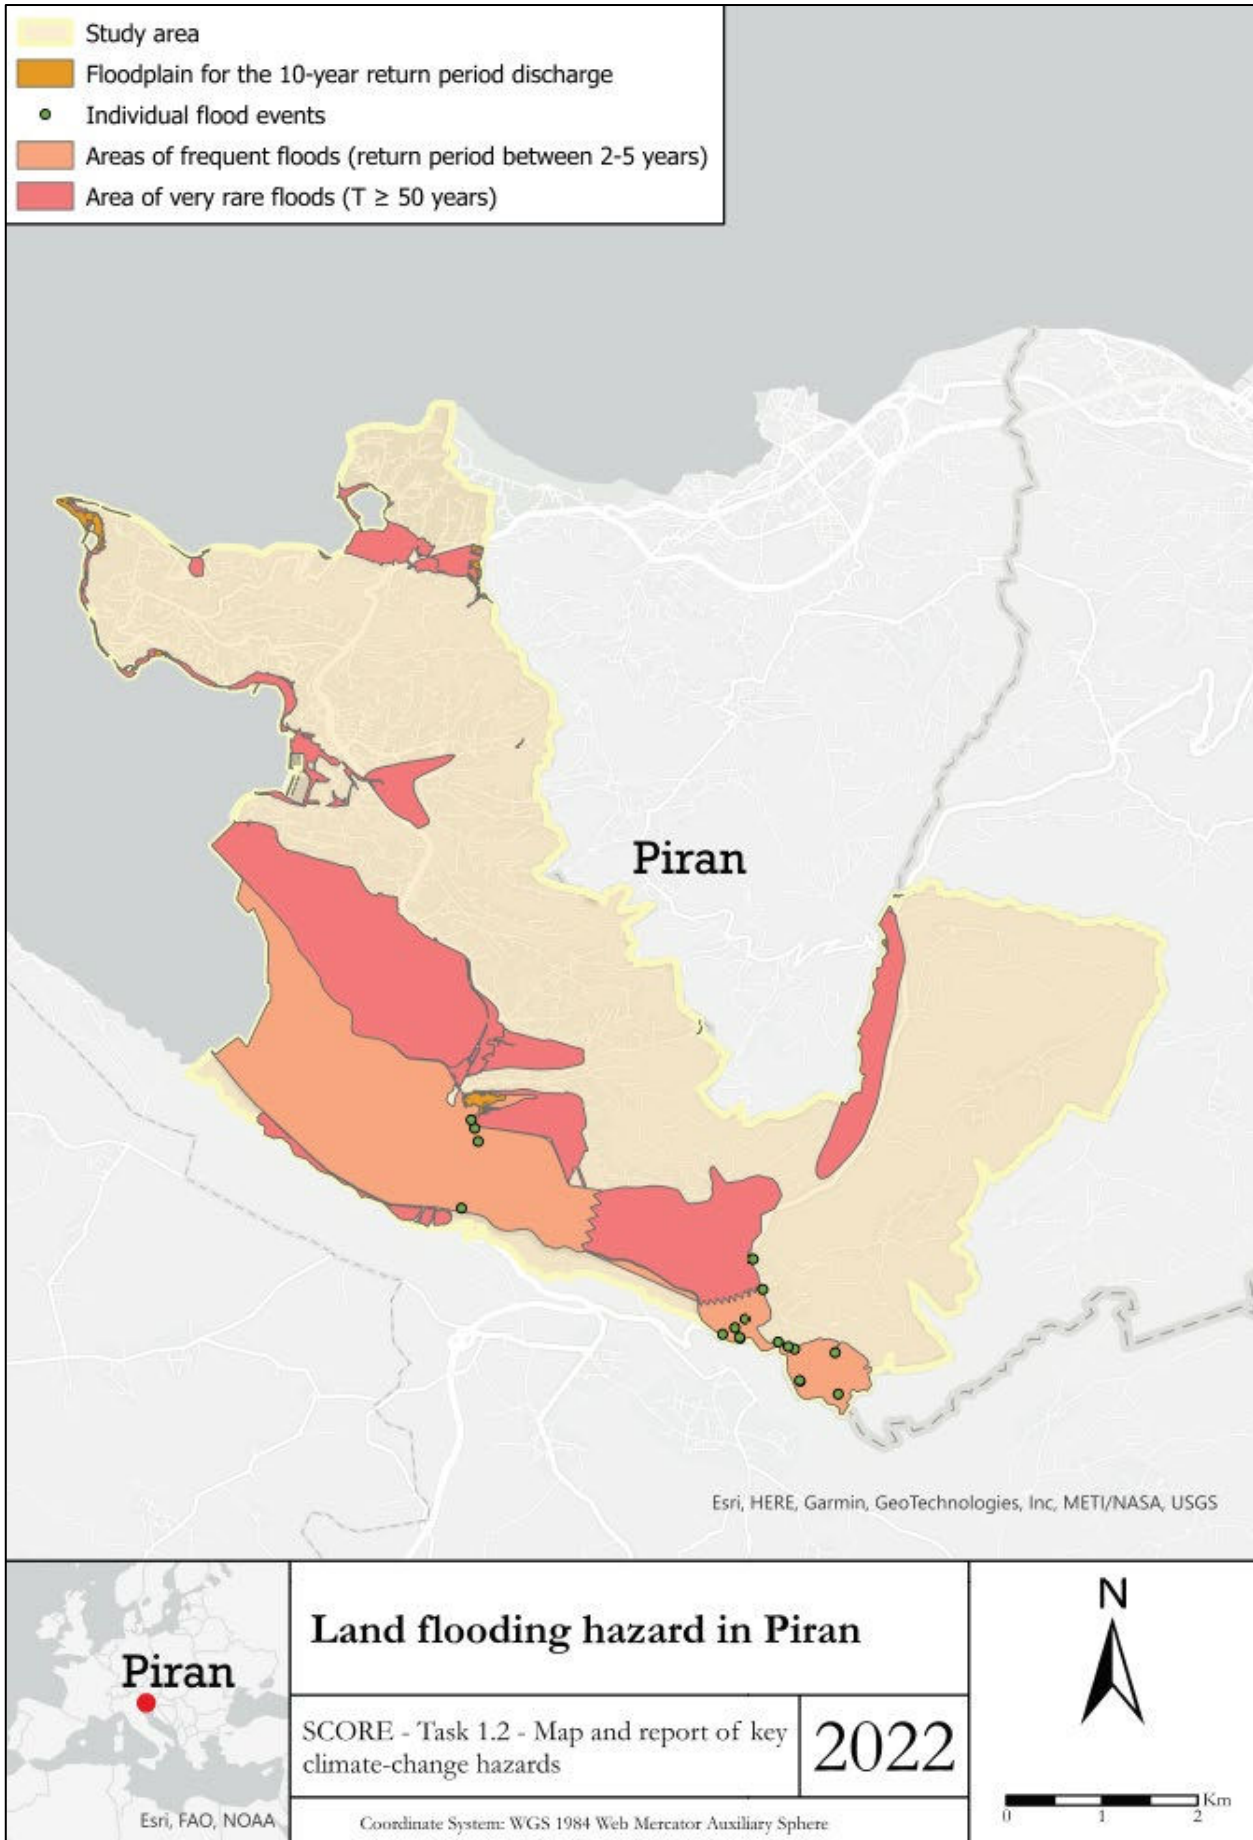 Study area
Floodplain for the 10-year return period discharge
Individual flood events
Areas of frequent floods (return period between 2-5 years)
Area of very rare floods (T ≥ 50 years)
Piran
Esri, HERE, Garmin, GeoTechnologies, Inc, METI/NASA, USGS
Piran
Esri, FAO, NOAA
Land flooding hazard in Piran
SCORE - Task 1.2 - Map and report of key
climate-change hazards
2022
Coordinate System: WGS 1984 Web Mercator Auxiliary Sphere
N
Km
0 1 2